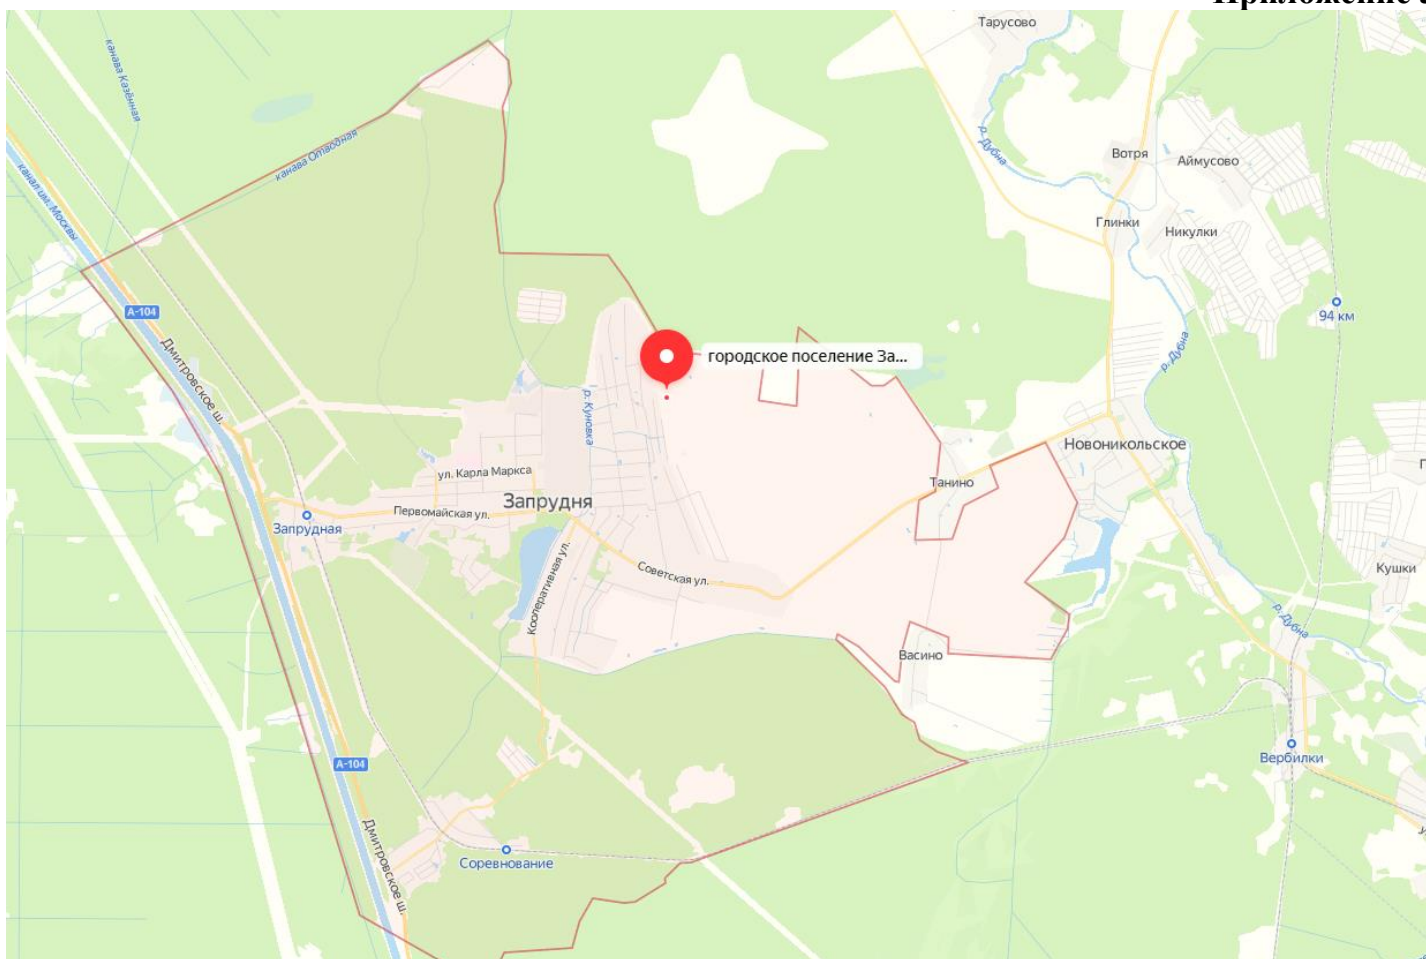 Приложение
Тарусово
канава Казённая
канава Отводная
р. Дубна
Вотря
Аймусово
канал им. Москвы
Глинки
Никулки
А-104
94 км
Дмитровское ш.
городское поселение За...
р. Дубна
р. Куновка
Новоникольское
ул. Карла Маркса
Танино
Запрудня
Первомайская ул.
Запрудная
Советская ул.
Кооперативная ул.
Кушки
р. Дубна
Васино
Вербилки
А-104
Дмитровское ш.
Соревнование